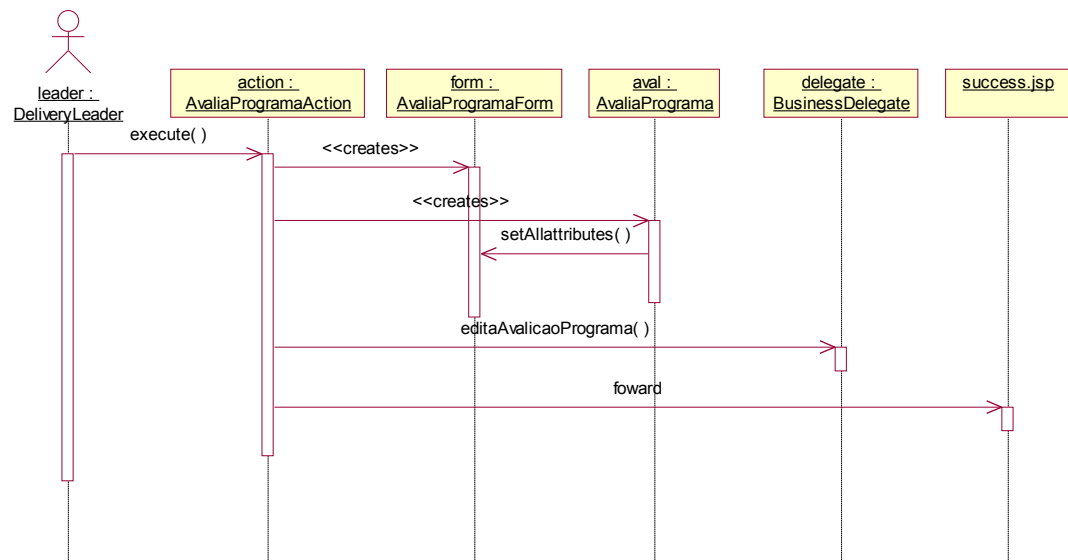 leader :
DeliveryLeader
action :
AvaliaProgramaAction
form :
AvaliaProgramaForm
aval :
AvaliaPrograma
delegate :
BusinessDelegate
success.jsp
execute( )
<<creates>>
<<creates>>
setAllattributes( )
editaAvalicaoPrograma( )
foward